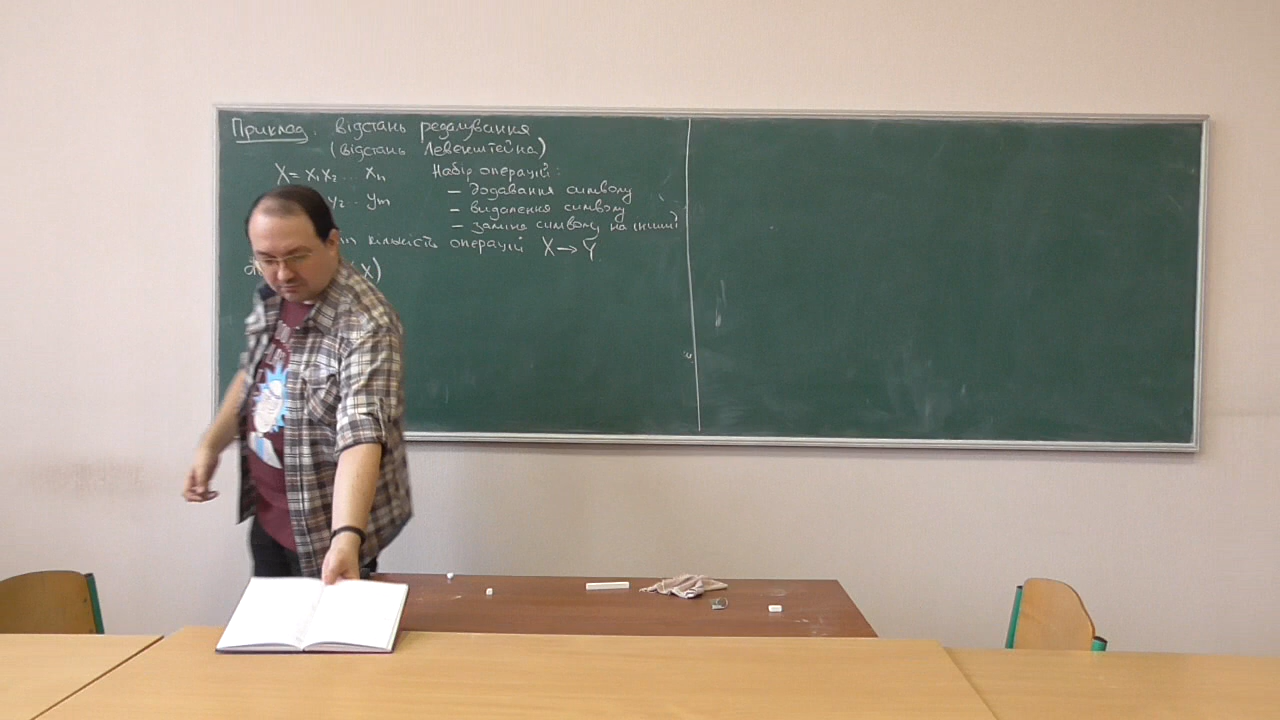 Приклад. Відстань редагування
(відстань Левенштейна)
X = x₁x₂ ... xₙ
y₂ .. yₘ
Набір операцій:
– додавання символу
– видалення символу
– заміна символу на інший
кількість операцій X → Y
X)